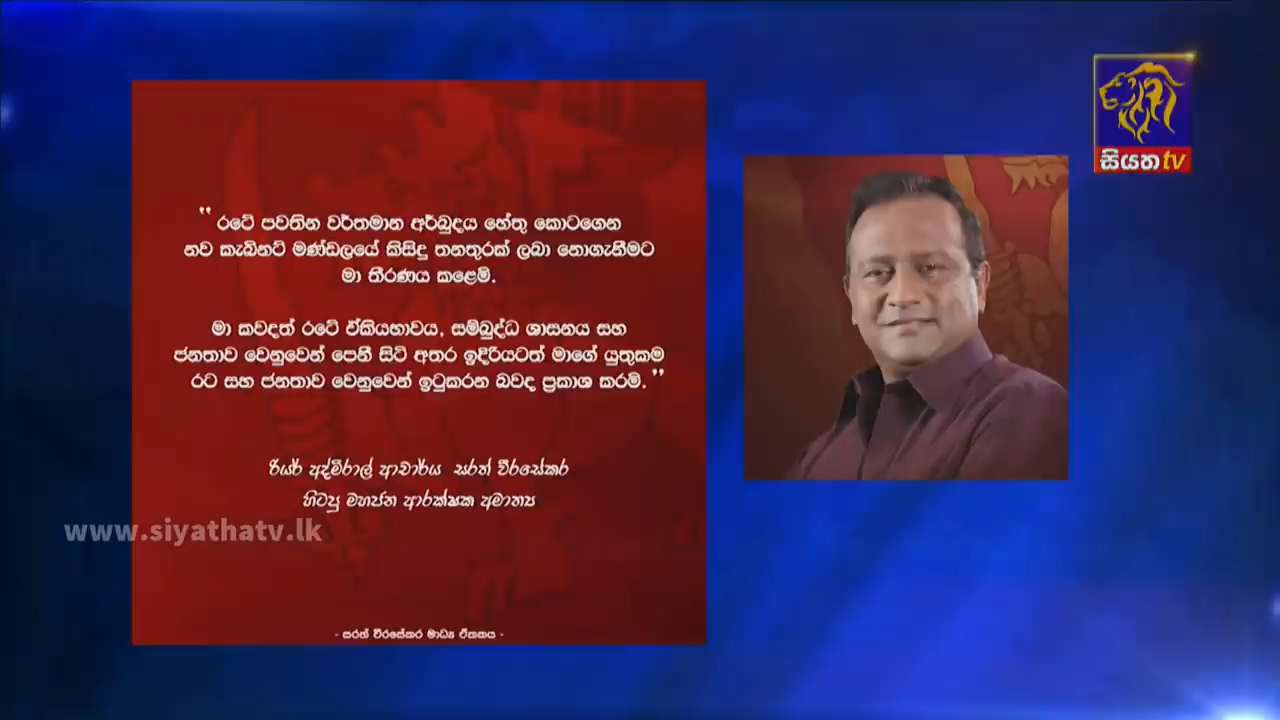 " රටේ පවතින වර්තමාන අර්බුදය හේතු කොටගෙන
නව කැබිනට් මණ්ඩලයේ කිසිදු තනතුරක් ලබා නොගැනීමට
මා තීරණය කළෙමි.
මා කවදත් රටේ ඒකියභාවය, සම්බුද්ධ ශාසනය සහ
ජනතාව වෙනුවෙන් පෙනී සිටි අතර ඉදිරියටත් මාගේ යුතුකම
රට සහ ජනතාව වෙනුවෙන් ඉටුකරන බවද ප්‍රකාශ කරමි. "
රියර් අද්මිරාල් ආචාර්ය සරත් වීරසේකර
හිටපු මහජන ආරක්ෂක අමාත්‍ය
- සරත් වීරසේකර මාධ්‍ය ඒකකය -
www.siyathatv.lk
සියත tv